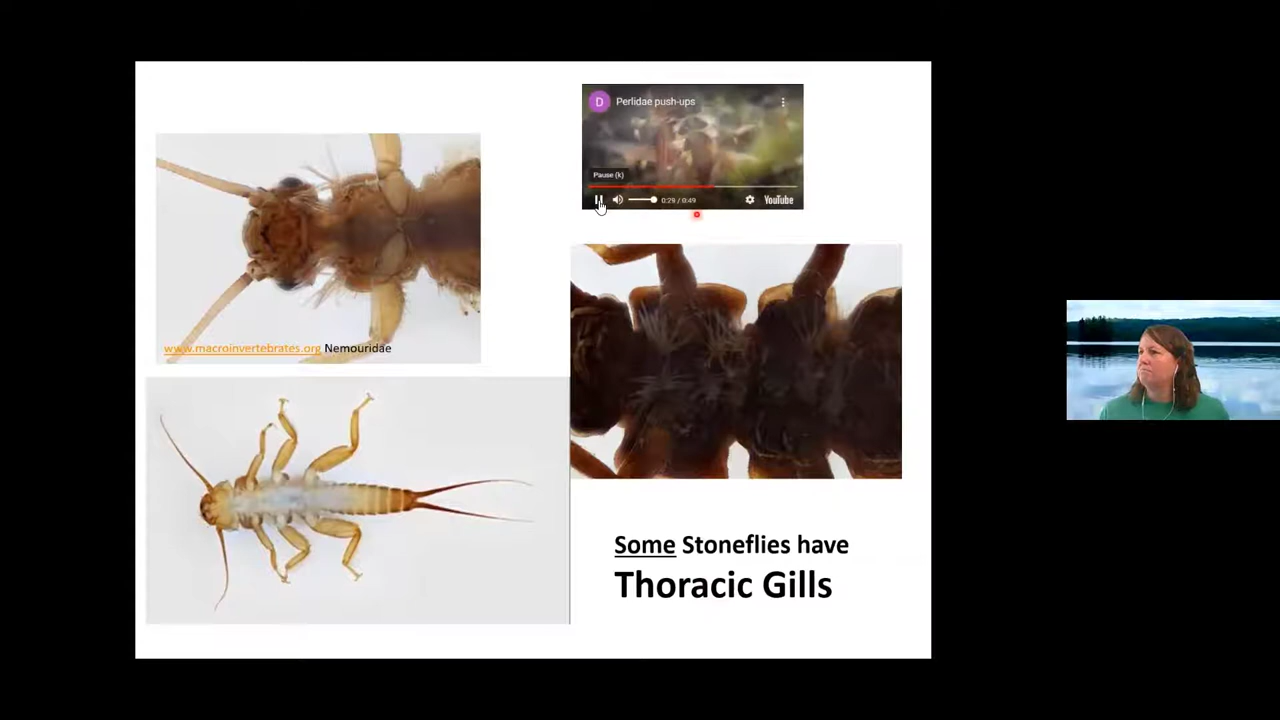 D Perlidae push-ups
Pause (k)
0:29 / 0:49
YouTube
www.macroinvertebrates.org Nemouridae
Some Stoneflies have
Thoracic Gills